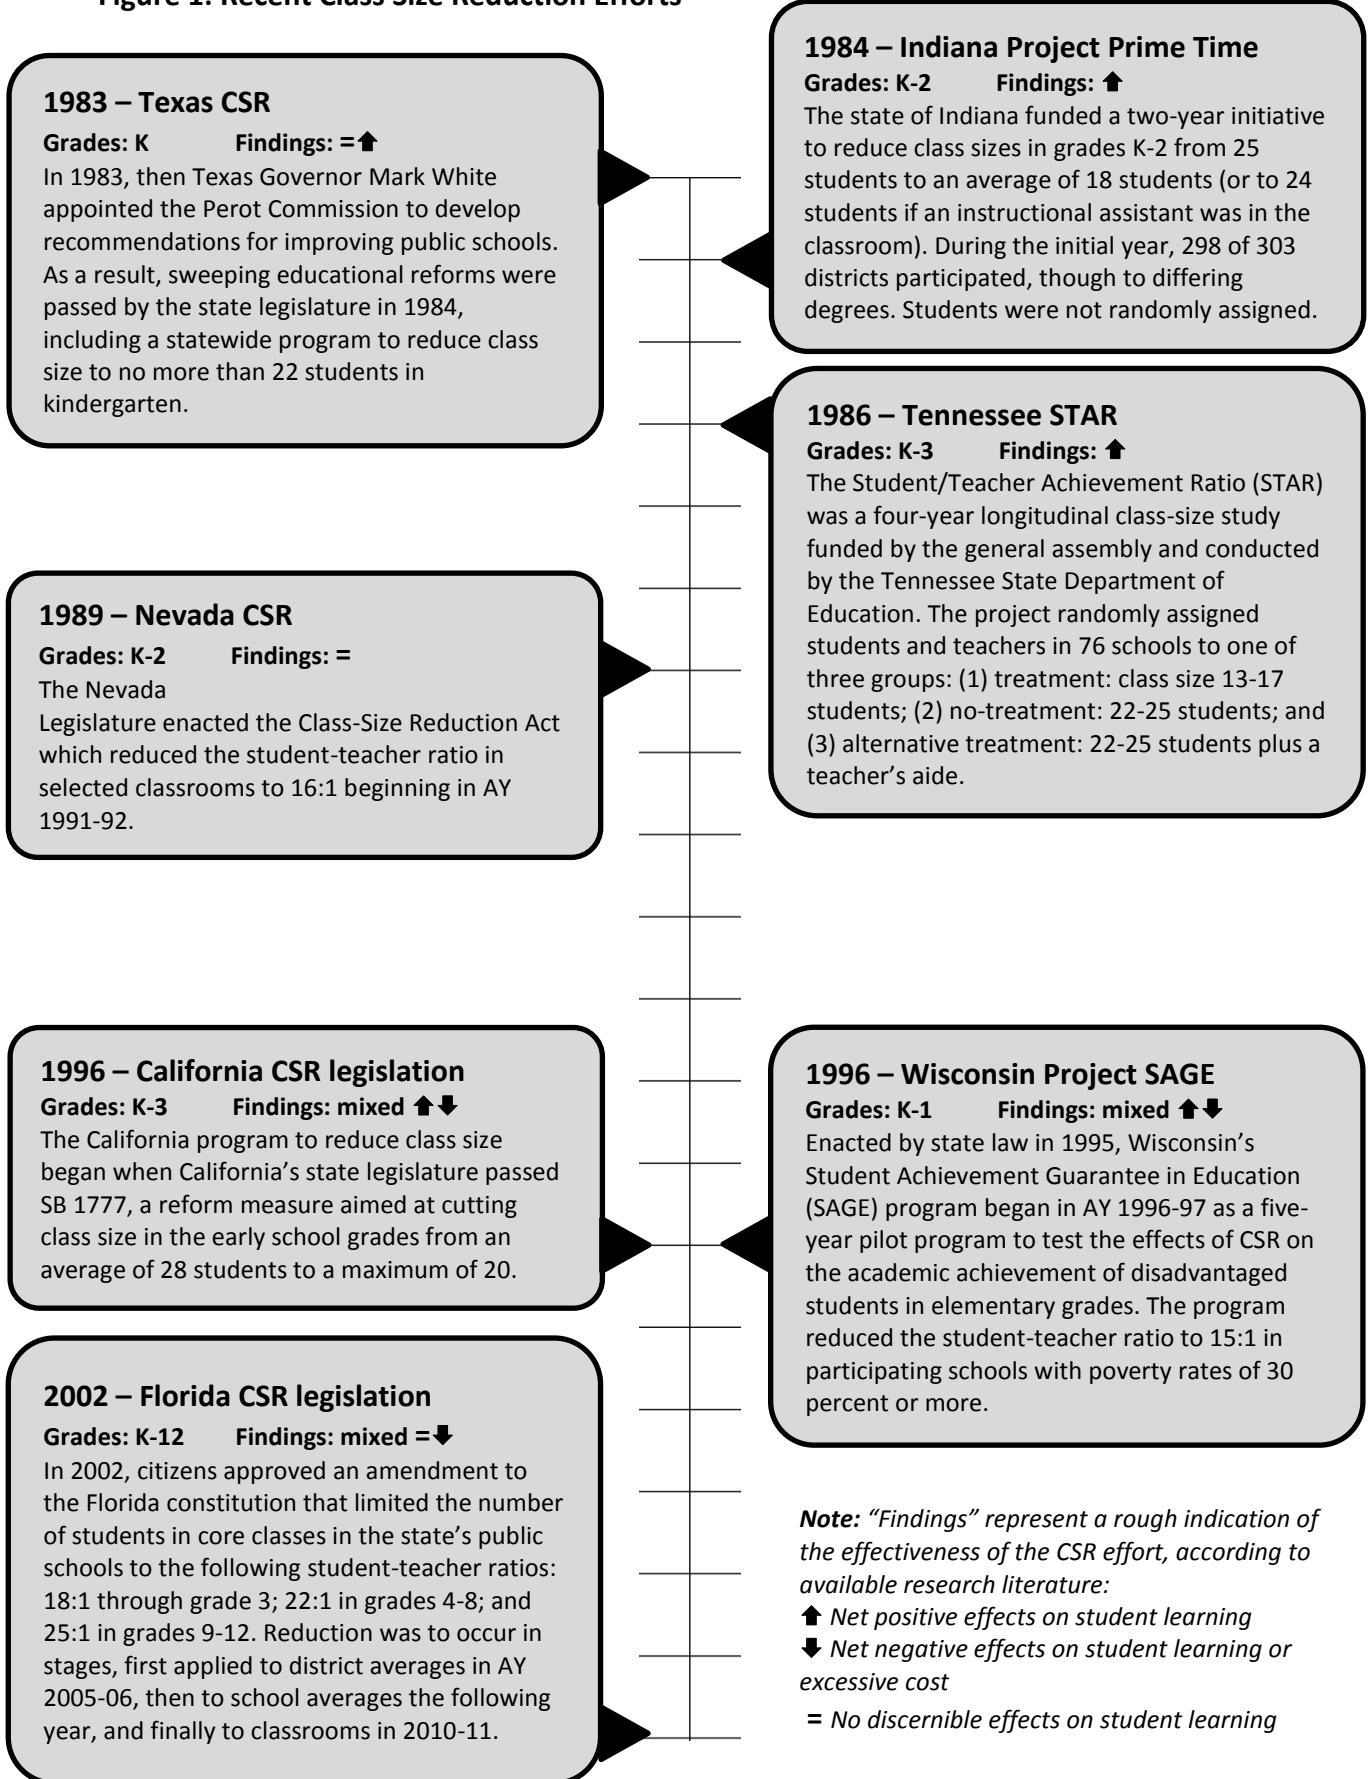 Figure 1: Recent Class Size Reduction Efforts
1983 – Texas CSR
Grades: K Findings: =⬆
In 1983, then Texas Governor Mark White
appointed the Perot Commission to develop
recommendations for improving public schools.
As a result, sweeping educational reforms were
passed by the state legislature in 1984,
including a statewide program to reduce class
size to no more than 22 students in
kindergarten.
1984 – Indiana Project Prime Time
Grades: K-2 Findings: ⬆
The state of Indiana funded a two-year initiative
to reduce class sizes in grades K-2 from 25
students to an average of 18 students (or to 24
students if an instructional assistant was in the
classroom). During the initial year, 298 of 303
districts participated, though to differing
degrees. Students were not randomly assigned.
1986 – Tennessee STAR
Grades: K-3 Findings: ⬆
The Student/Teacher Achievement Ratio (STAR)
was a four-year longitudinal class-size study
funded by the general assembly and conducted
by the Tennessee State Department of
Education. The project randomly assigned
students and teachers in 76 schools to one of
three groups: (1) treatment: class size 13-17
students; (2) no-treatment: 22-25 students; and
(3) alternative treatment: 22-25 students plus a
teacher’s aide.
1989 – Nevada CSR
Grades: K-2 Findings: =
The Nevada
Legislature enacted the Class-Size Reduction Act
which reduced the student-teacher ratio in
selected classrooms to 16:1 beginning in AY
1991-92.
1996 – California CSR legislation
Grades: K-3 Findings: mixed ⬆⬇
The California program to reduce class size
began when California’s state legislature passed
SB 1777, a reform measure aimed at cutting
class size in the early school grades from an
average of 28 students to a maximum of 20.
1996 – Wisconsin Project SAGE
Grades: K-1 Findings: mixed ⬆⬇
Enacted by state law in 1995, Wisconsin’s
Student Achievement Guarantee in Education
(SAGE) program began in AY 1996-97 as a five-
year pilot program to test the effects of CSR on
the academic achievement of disadvantaged
students in elementary grades. The program
reduced the student-teacher ratio to 15:1 in
participating schools with poverty rates of 30
percent or more.
2002 – Florida CSR legislation
Grades: K-12 Findings: mixed =⬇
In 2002, citizens approved an amendment to
the Florida constitution that limited the number
of students in core classes in the state’s public
schools to the following student-teacher ratios:
18:1 through grade 3; 22:1 in grades 4-8; and
25:1 in grades 9-12. Reduction was to occur in
stages, first applied to district averages in AY
2005-06, then to school averages the following
year, and finally to classrooms in 2010-11.
Note: “Findings” represent a rough indication of
the effectiveness of the CSR effort, according to
available research literature:
⬆ Net positive effects on student learning
⬇ Net negative effects on student learning or
excessive cost
= No discernible effects on student learning